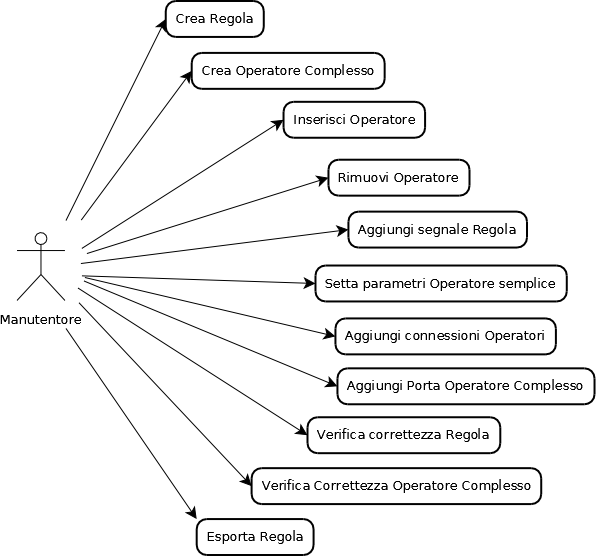 Crea Regola
Crea Operatore Complesso
Inserisci Operatore
Rimuovi Operatore
Aggiungi segnale Regola
Setta parametri Operatore semplice
Manutentore
Aggiungi connessioni Operatori
Aggiungi Porta Operatore Complesso
Verifica correttezza Regola
Verifica Correttezza Operatore Complesso
Esporta Regola